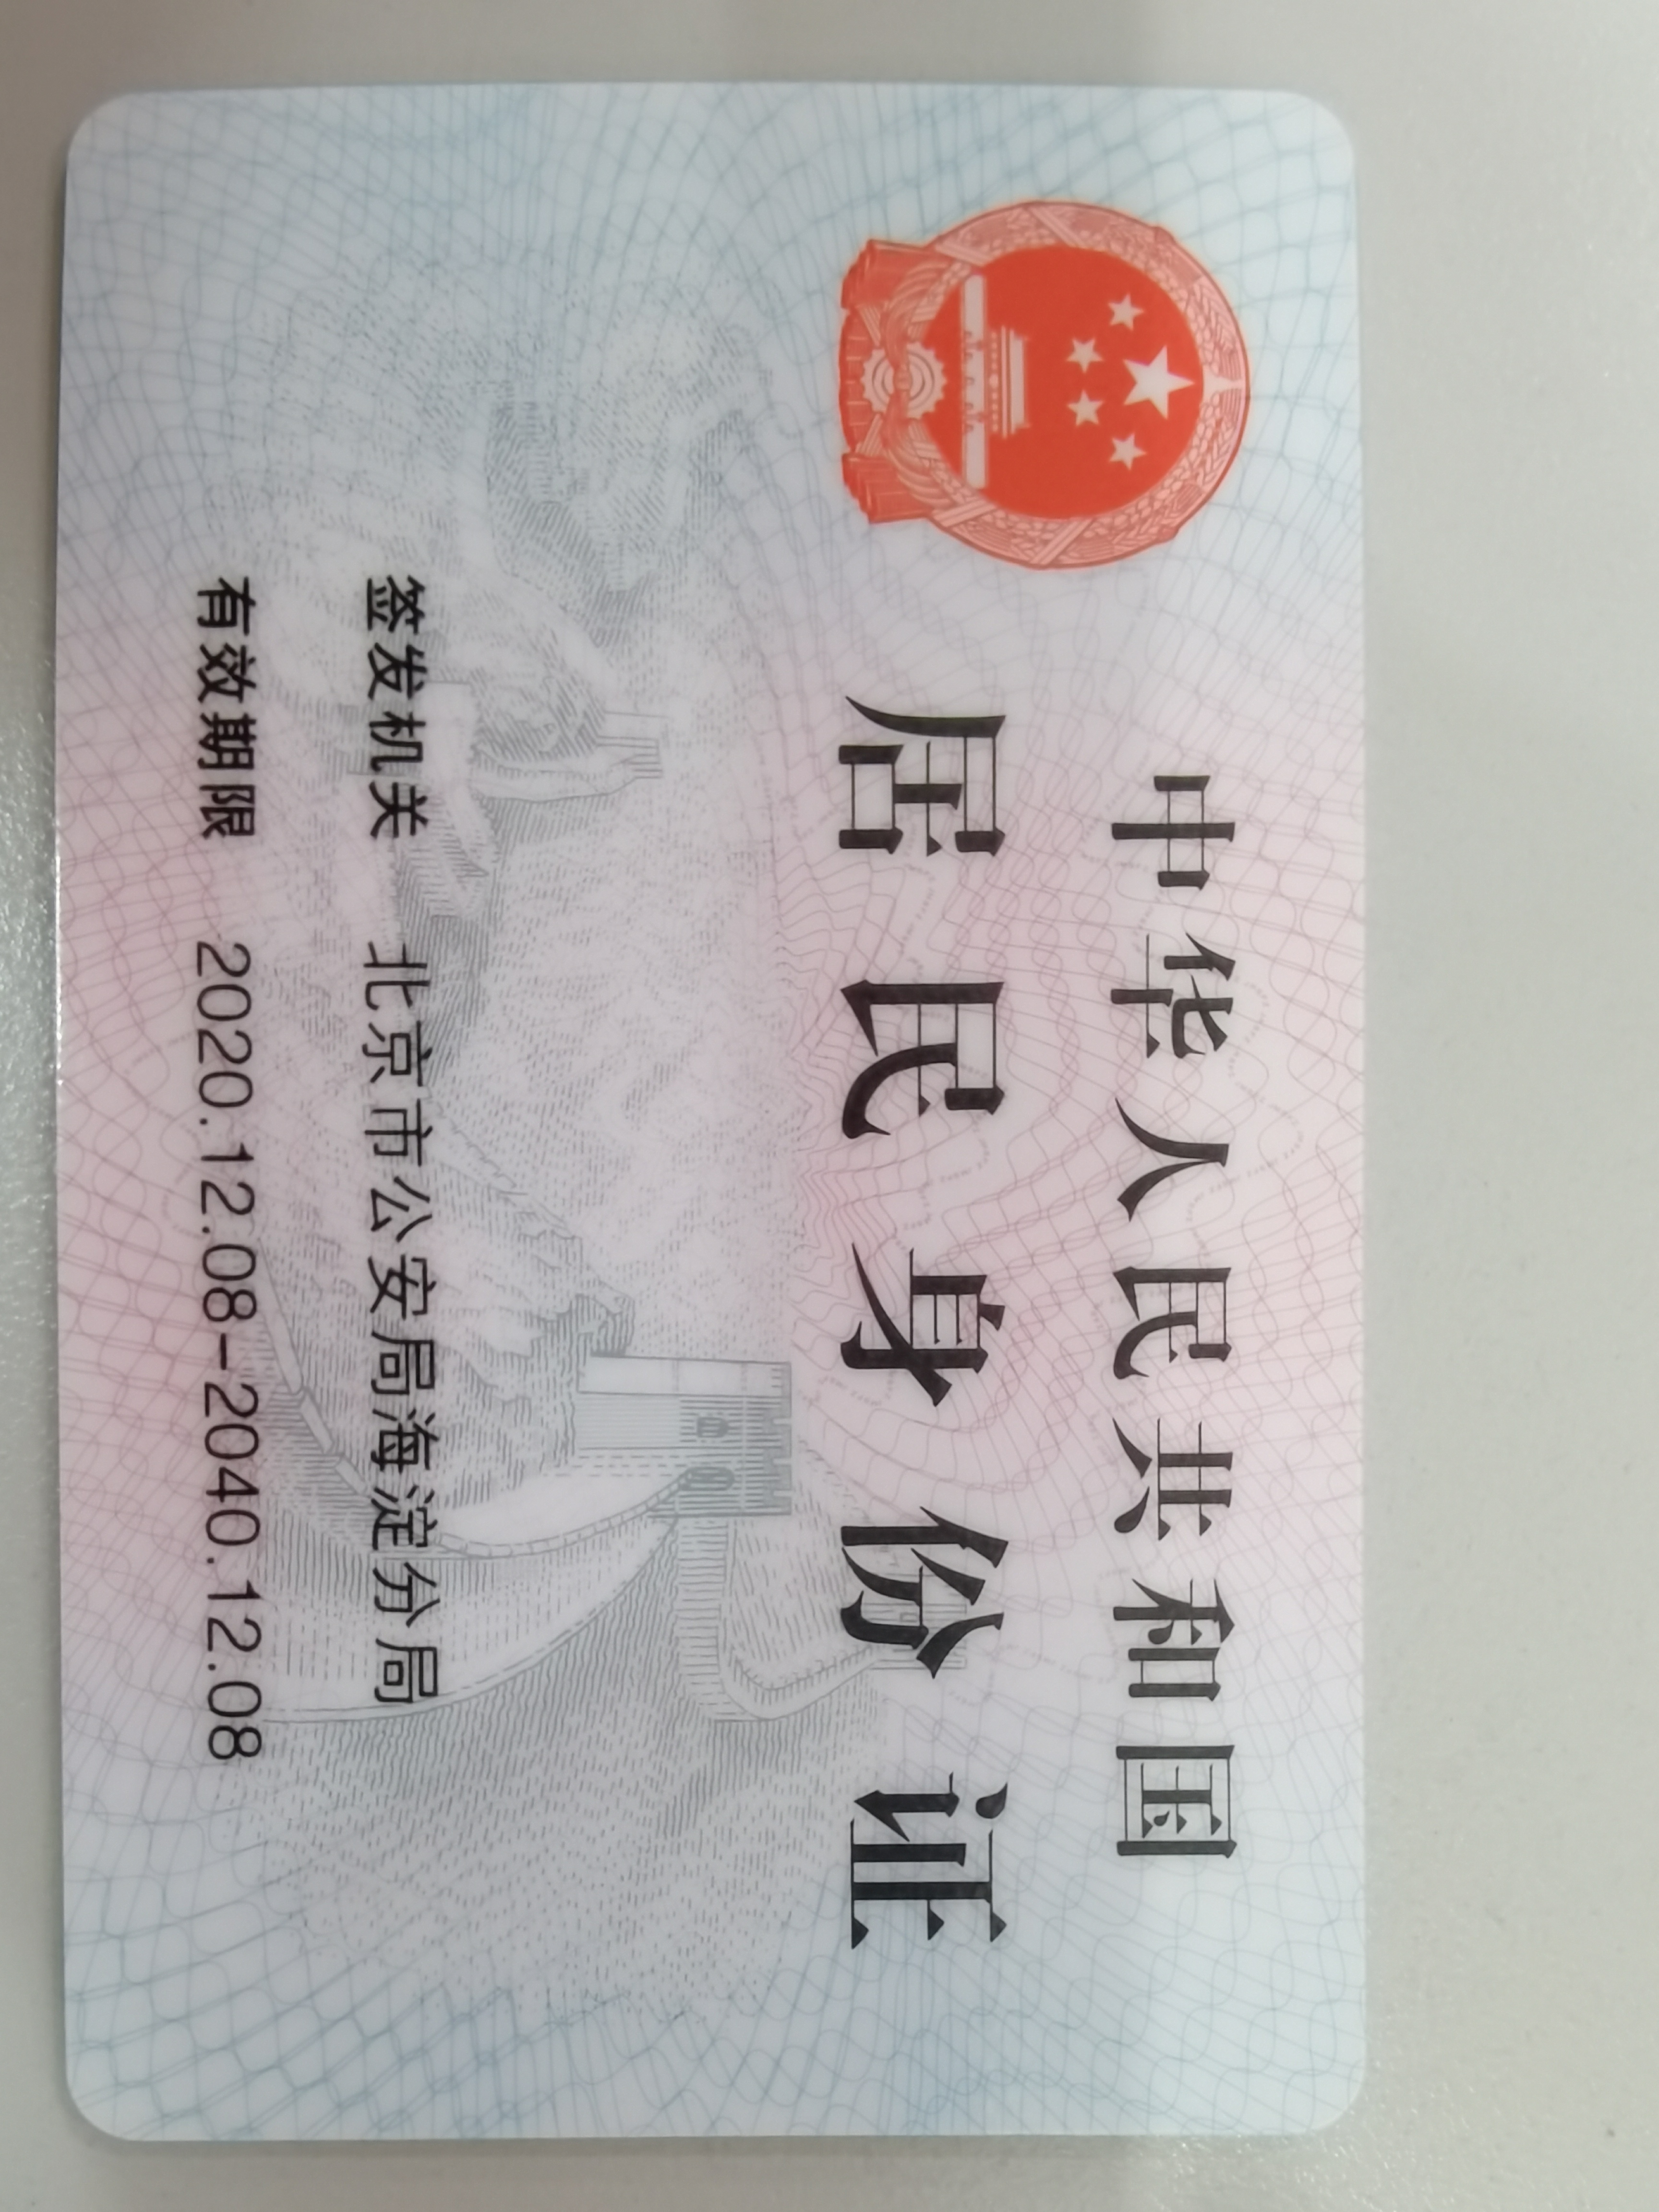 中华人民共和国
居民身份证
签发机关 北京市公安局海淀分局
有效期限 2020.12.08-2040.12.08